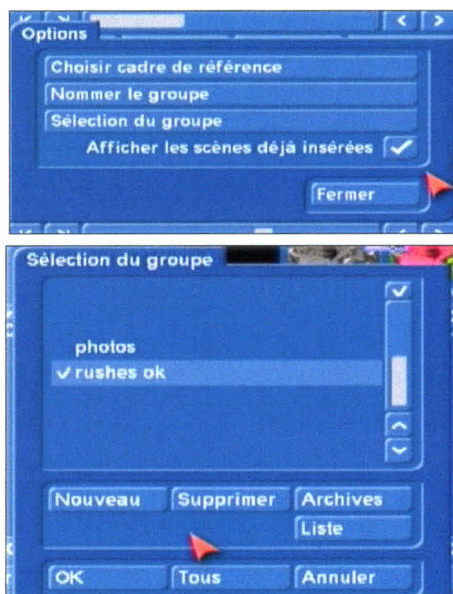 Options
Choisir cadre de référence
Nommer le groupe
Sélection du groupe
Afficher les scènes déjà insérées
Fermer
Sélection du groupe
photos
rushes ok
Nouveau Supprimer Archives
Liste
OK Tous Annuler